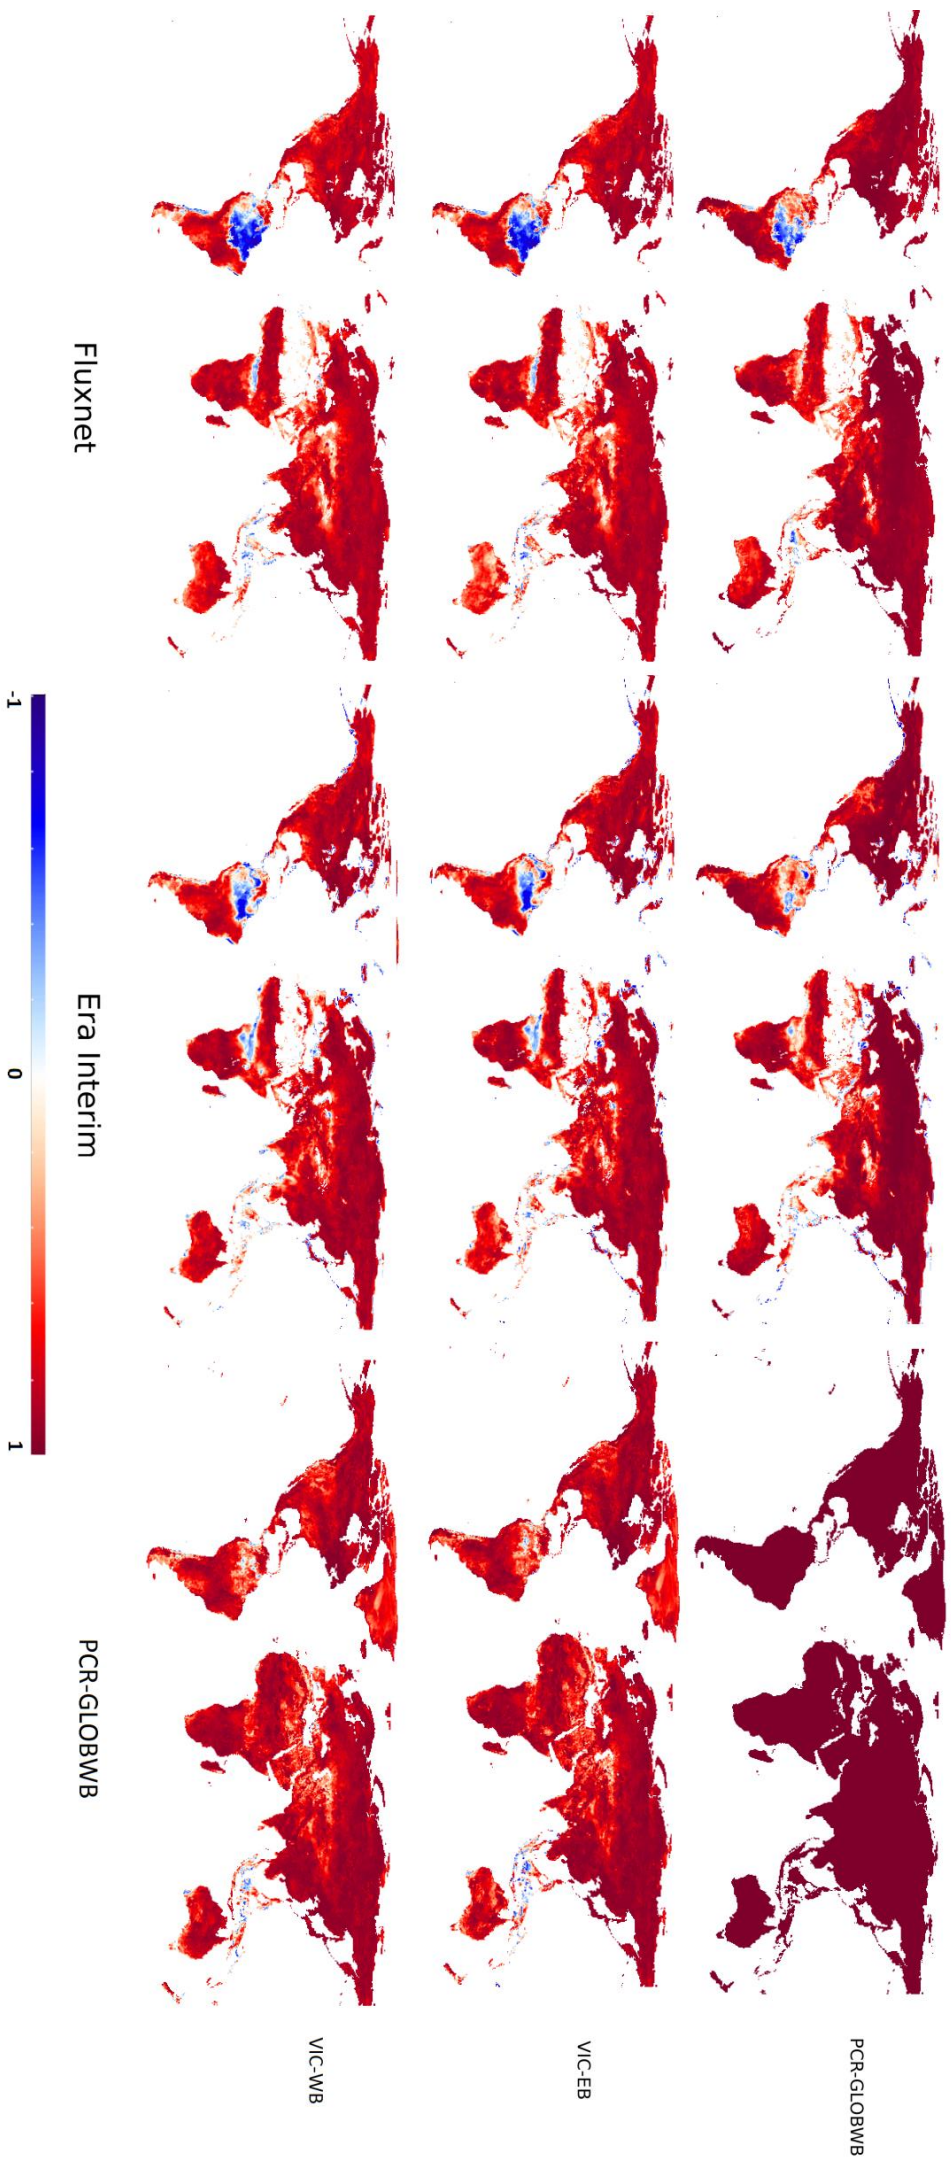 PCR-GLOBWB
VIC-EB
VIC-WB
Fluxnet
Era Interim
PCR-GLOBWB
-1
0
1